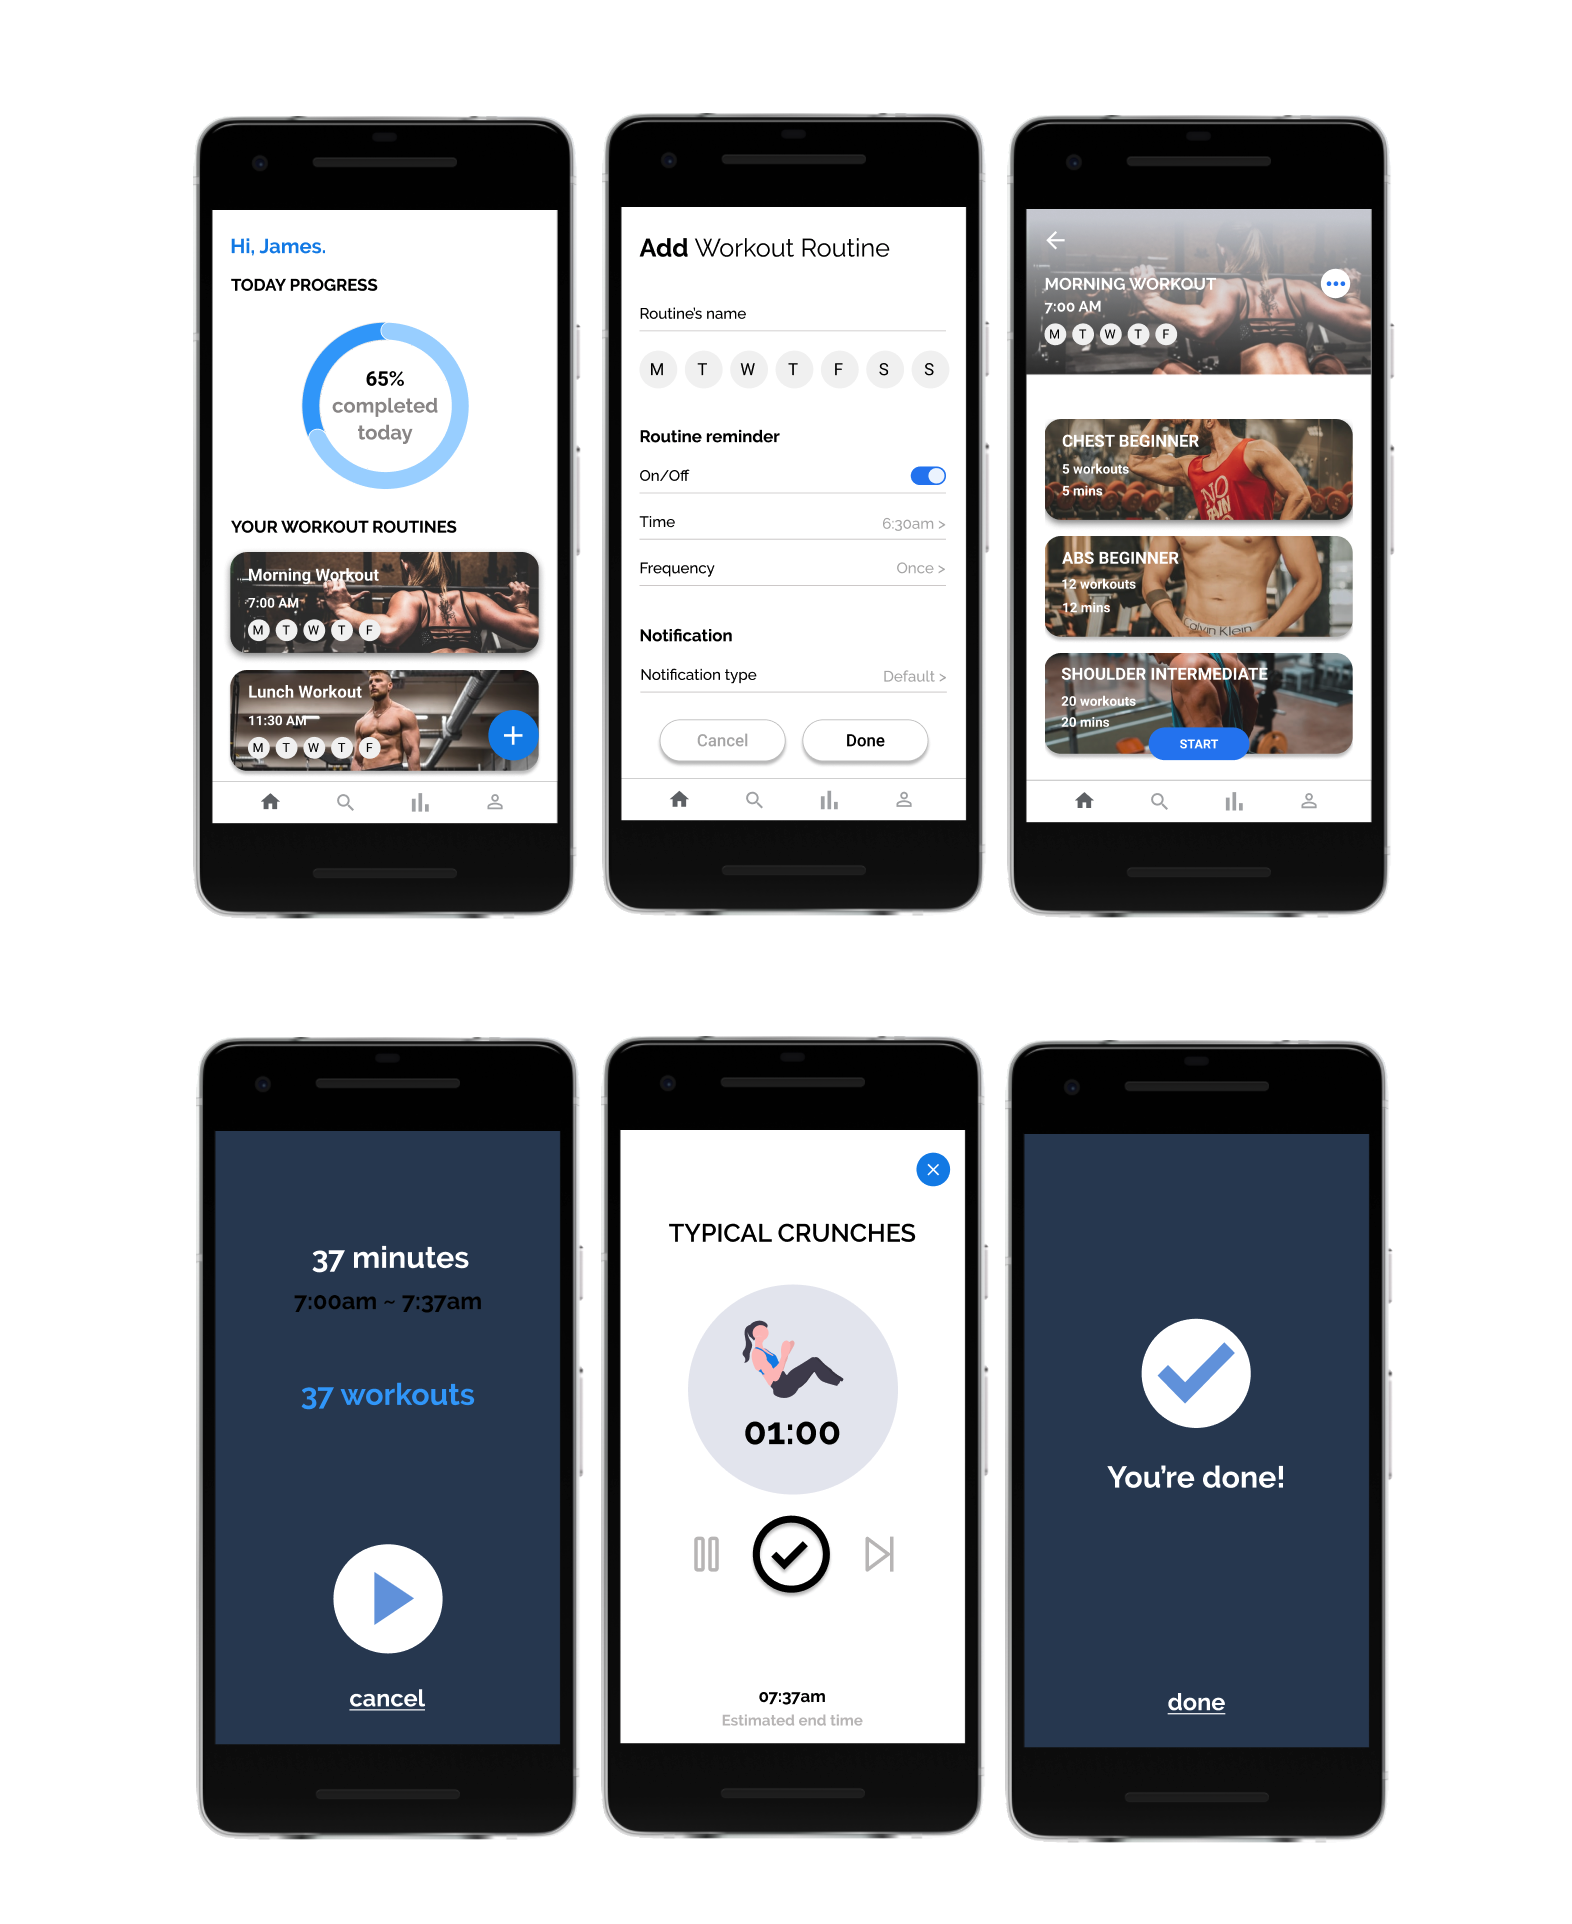 Hi, James.
TODAY PROGRESS
65%
completed
today
YOUR WORKOUT ROUTINES
Morning Workout
7:00 AM
M T W T F
Lunch Workout
11:30 AM
M T W T F
+
Add Workout Routine
Routine's name
M T W T F S S
Routine reminder
On/Off
Time 6:30am >
Frequency Once >
Notification
Notification type Default >
Cancel Done
MORNING WORKOUT
7:00 AM
M T W T F
CHEST BEGINNER
5 workouts
5 mins
NO
PAIN
ABS BEGINNER
12 workouts
12 mins
Calvin Klein
SHOULDER INTERMEDIATE
20 workouts
20 mins
START
37 minutes
7:00am ~ 7:37am
37 workouts
cancel
TYPICAL CRUNCHES
01:00
07:37am
Estimated end time
You're done!
done